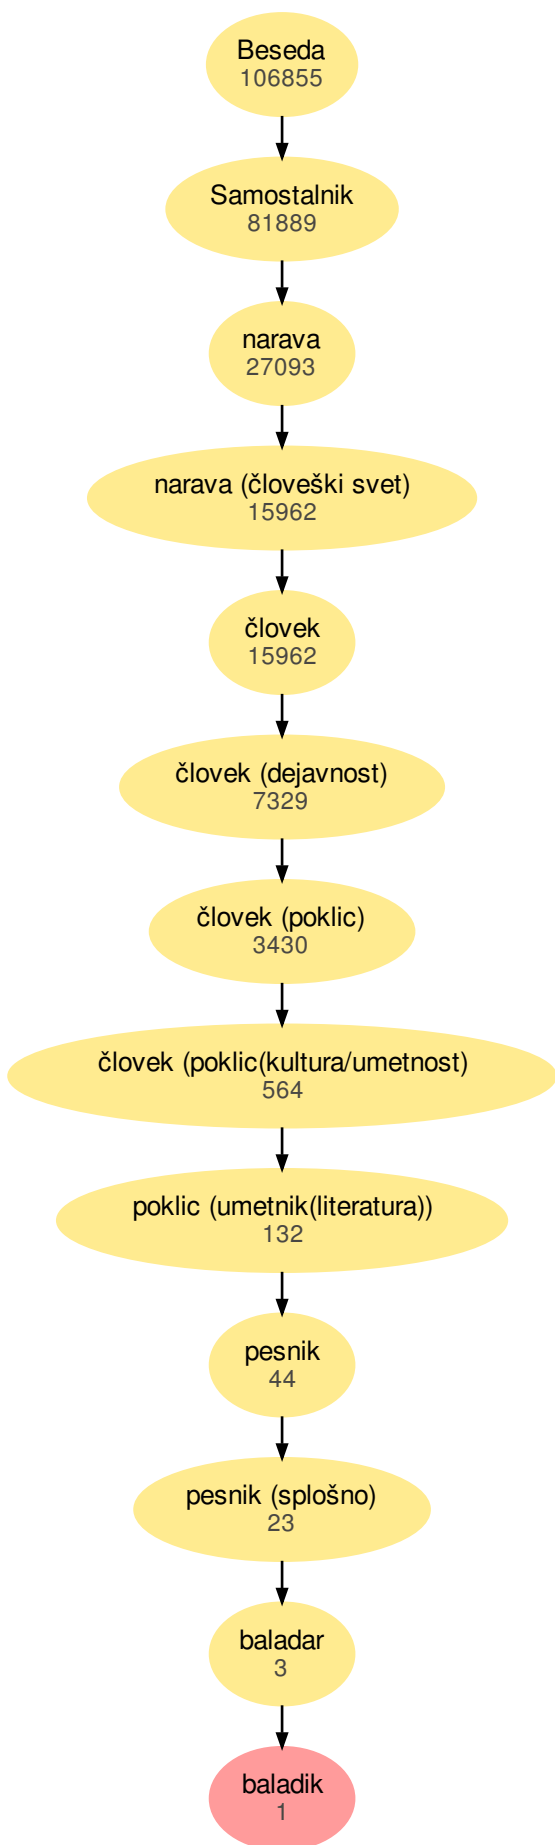 Beseda
106855
Samostalnik
81889
narava
27093
narava (človeški svet)
15962
človek
15962
človek (dejavnost)
7329
človek (poklic)
3430
človek (poklic(kultura/umetnost)
564
poklic (umetnik(literatura))
132
pesnik
44
pesnik (splošno)
23
baladar
3
baladik
1